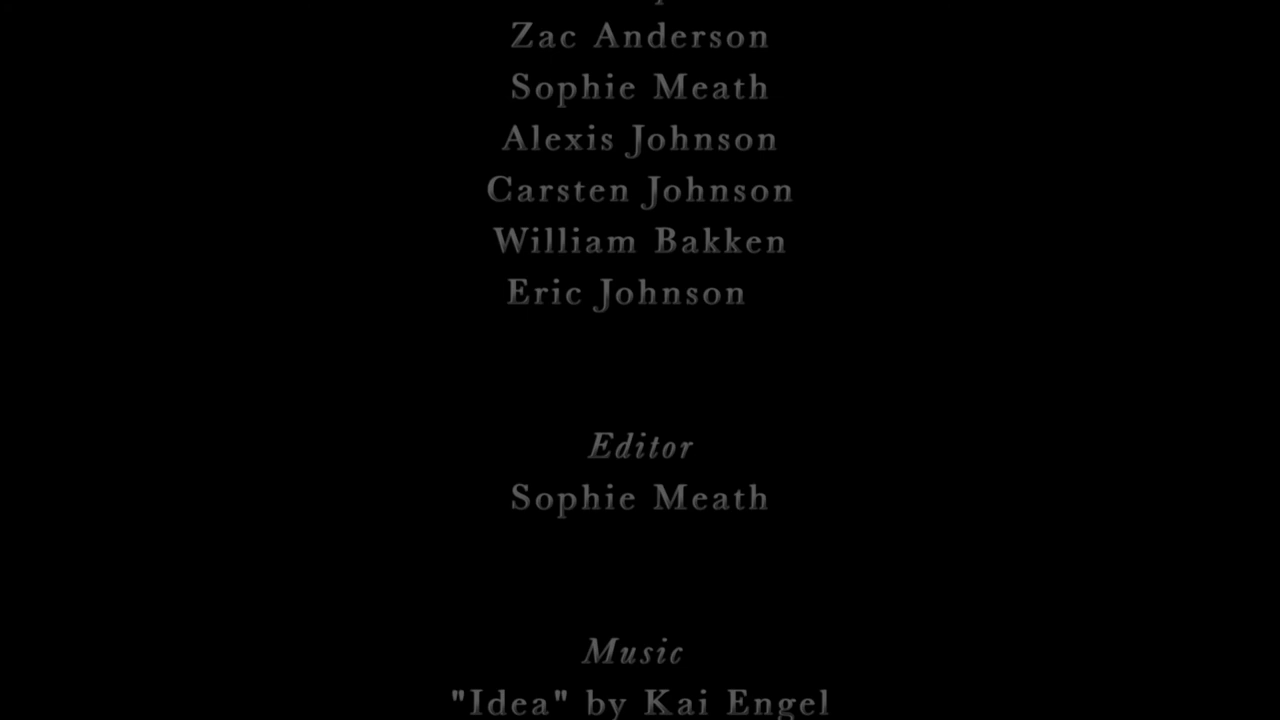 Zac Anderson
Sophie Meath
Alexis Johnson
Carsten Johnson
William Bakken
Eric Johnson
Editor
Sophie Meath
Music
"Idea" by Kai Engel